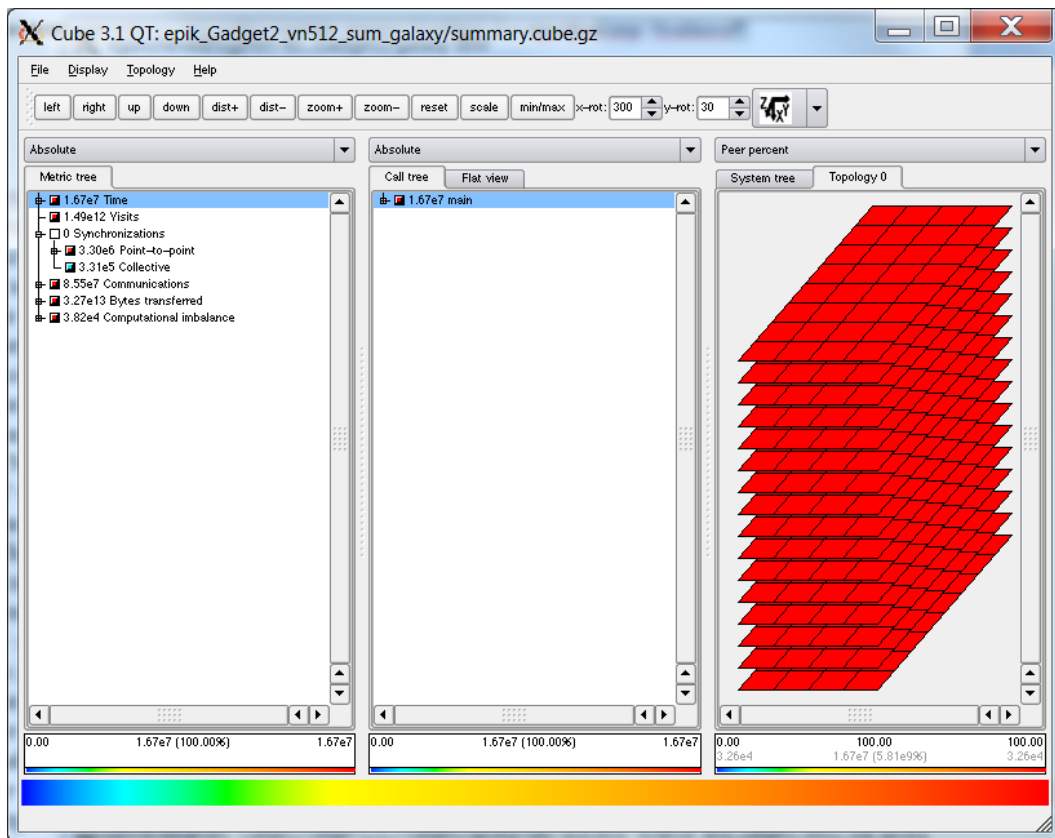 Cube 3.1 QT: epik_Gadget2_vn512_sum_galaxy/summary.cube.gz
File Display Topology Help
left right up down dist+ dist- zoom+ zoom- reset scale min/max x-rot: 300 y-rot: 30
Absolute Absolute Peer percent
Metric tree Call tree Flat view System tree Topology 0
1.67e7 Time 1.67e7 main
1.49e12 Visits
0 Synchronizations
3.30e6 Point-to-point
3.31e5 Collective
8.55e7 Communications
3.27e13 Bytes transferred
3.82e4 Computational imbalance
0.00 1.67e7 (100.00%) 1.67e7 0.00 1.67e7 (100.00%) 1.67e7 0.00 100.00 100.00
3.26e4 1.67e7 (5.81e9%) 3.26e4